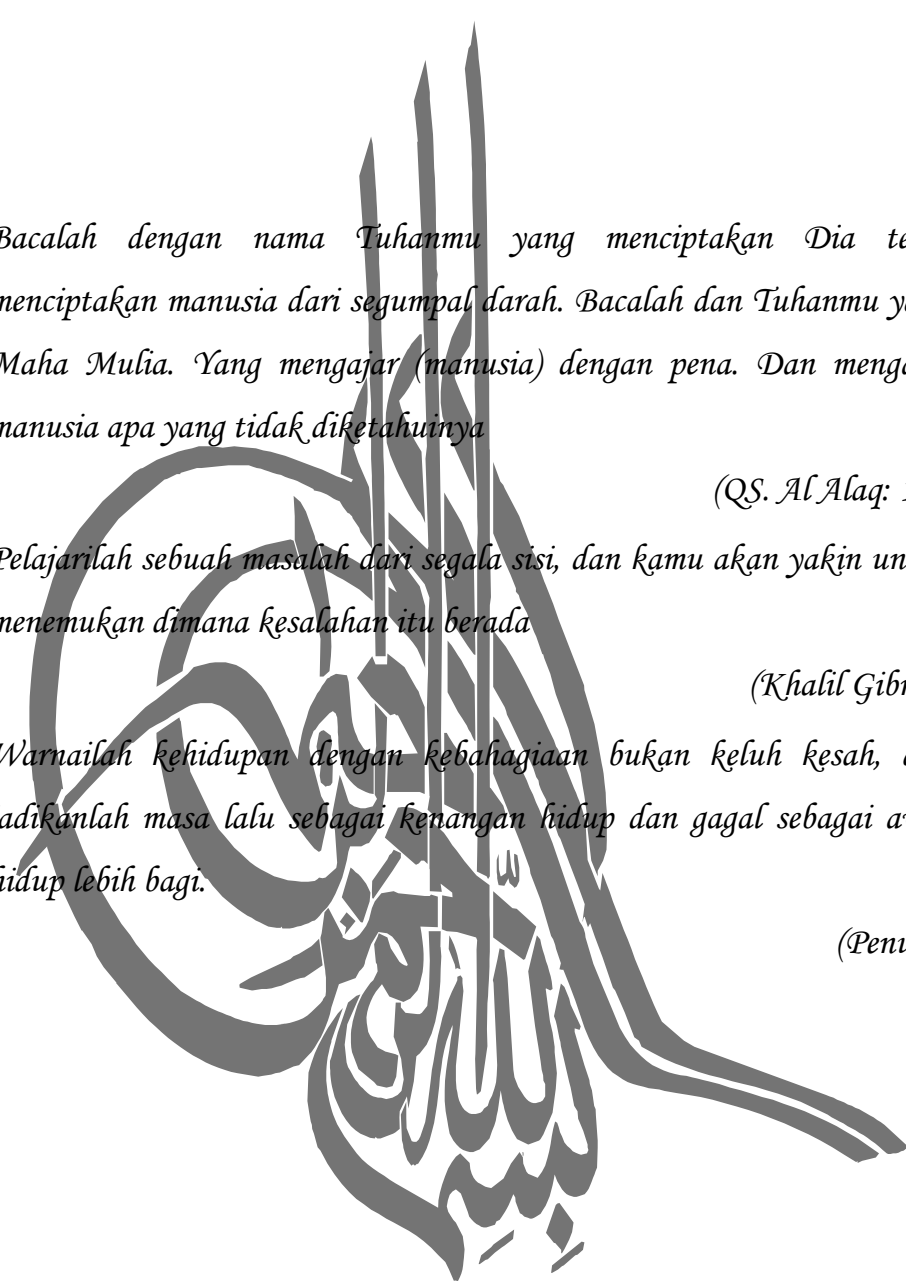 Bacalah dengan nama Tuhanmu yang menciptakan Dia te
menciptakan manusia dari segumpal darah. Bacalah dan Tuhanmu ya
Maha Mulia. Yang mengajar (manusia) dengan pena. Dan menga
manusia apa yang tidak diketahuinya
(QS. Al Alaq:
Pelajarilah sebuah masalah dari segala sisi, dan kamu akan yakin un
menemukan dimana kesalahan itu berada
(Khalil Gibr
Warnailah kehidupan dengan kebahagiaan bukan keluh kesah,
adikanlah masa lalu sebagai kenangan hidup dan gagal sebagai
hidup lebih bagi.
(Penu